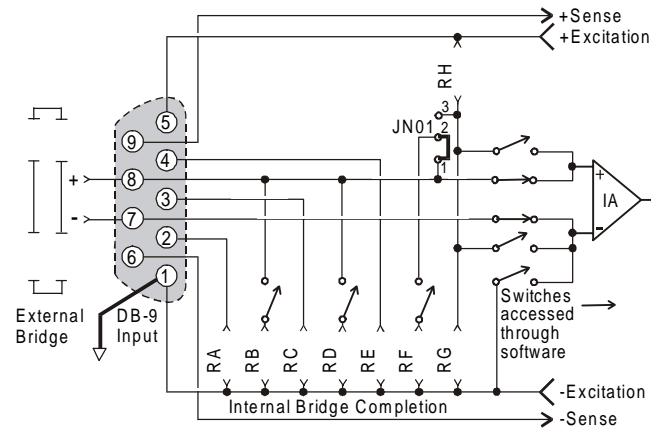 +Sense
+Excitation
RH
3
JN01 2
1
5
9
4
+ 8
3
- 7
2
6
1
+
IA
-
External
Bridge
DB-9
Input
Switches
accessed
through
software
RA
RB
RC
RD
RE
RF
RG
-Excitation
Internal Bridge Completion
-Sense